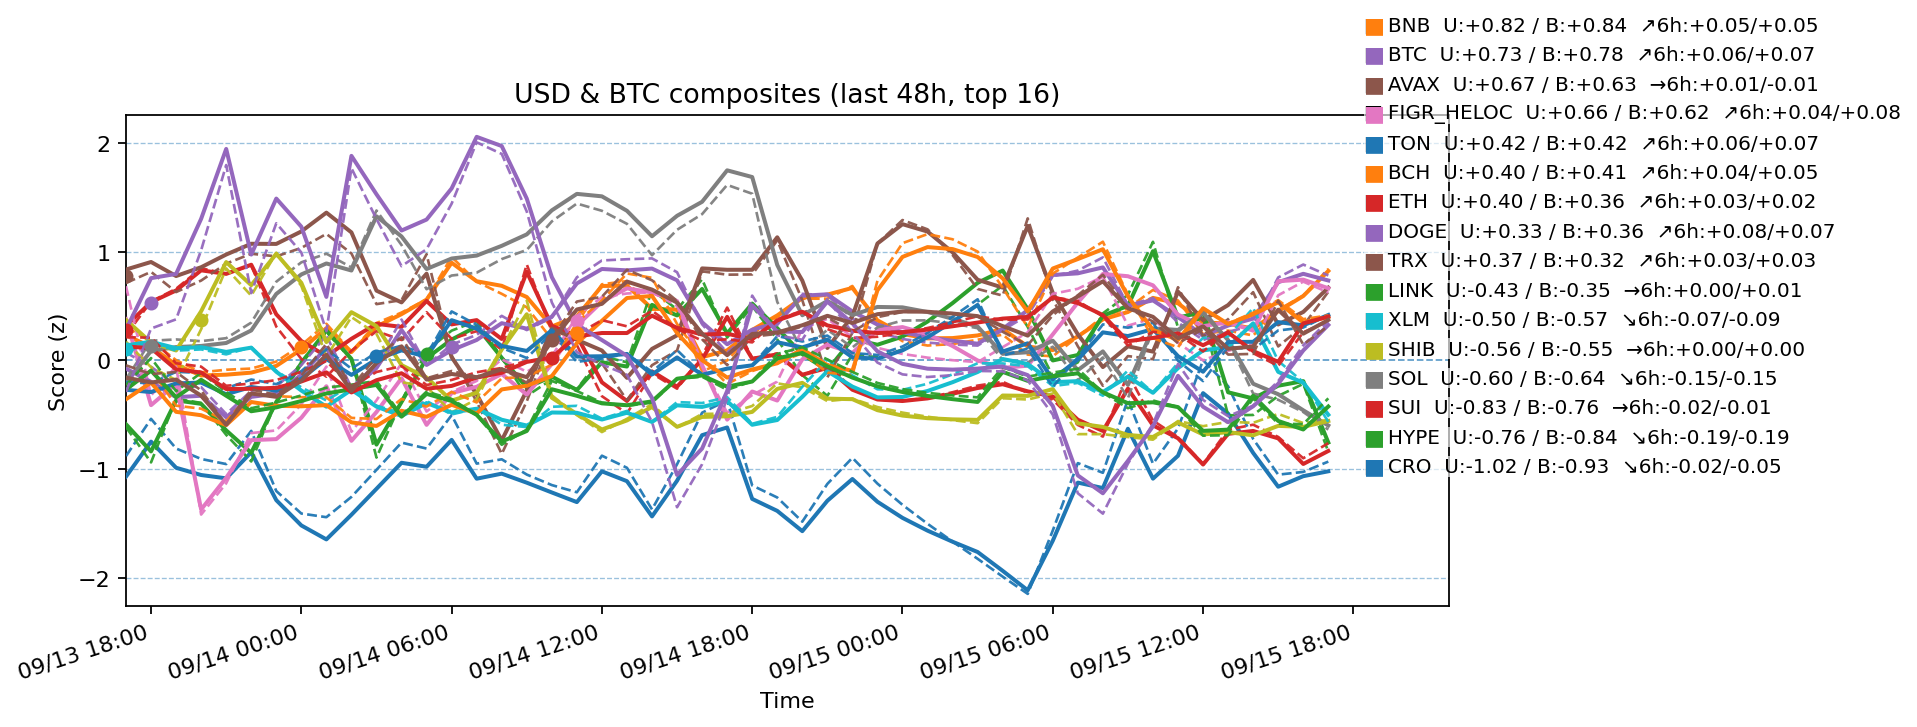 USD & BTC composites (last 48h, top 16)
BNB  U:+0.82 / B:+0.84  ↗6h:+0.05/+0.05
BTC  U:+0.73 / B:+0.78  ↗6h:+0.06/+0.07
AVAX  U:+0.67 / B:+0.63  →6h:+0.01/-0.01
FIGR_HELOC  U:+0.66 / B:+0.62  ↗6h:+0.04/+0.08
TON  U:+0.42 / B:+0.42  ↗6h:+0.06/+0.07
BCH  U:+0.40 / B:+0.41  ↗6h:+0.04/+0.05
ETH  U:+0.40 / B:+0.36  ↗6h:+0.03/+0.02
DOGE  U:+0.33 / B:+0.36  ↗6h:+0.08/+0.07
TRX  U:+0.37 / B:+0.32  ↗6h:+0.03/+0.03
LINK  U:-0.43 / B:-0.35  →6h:+0.00/+0.01
XLM  U:-0.50 / B:-0.57  ↘6h:-0.07/-0.09
SHIB  U:-0.56 / B:-0.55  →6h:+0.00/+0.00
SOL  U:-0.60 / B:-0.64  ↘6h:-0.15/-0.15
SUI  U:-0.83 / B:-0.76  →6h:-0.02/-0.01
HYPE  U:-0.76 / B:-0.84  ↘6h:-0.19/-0.19
CRO  U:-1.02 / B:-0.93  ↘6h:-0.02/-0.05
Score (z)
2
1
0
−1
−2
09/13 18:00
09/14 00:00
09/14 06:00
09/14 12:00
09/14 18:00
09/15 00:00
09/15 06:00
09/15 12:00
09/15 18:00
Time